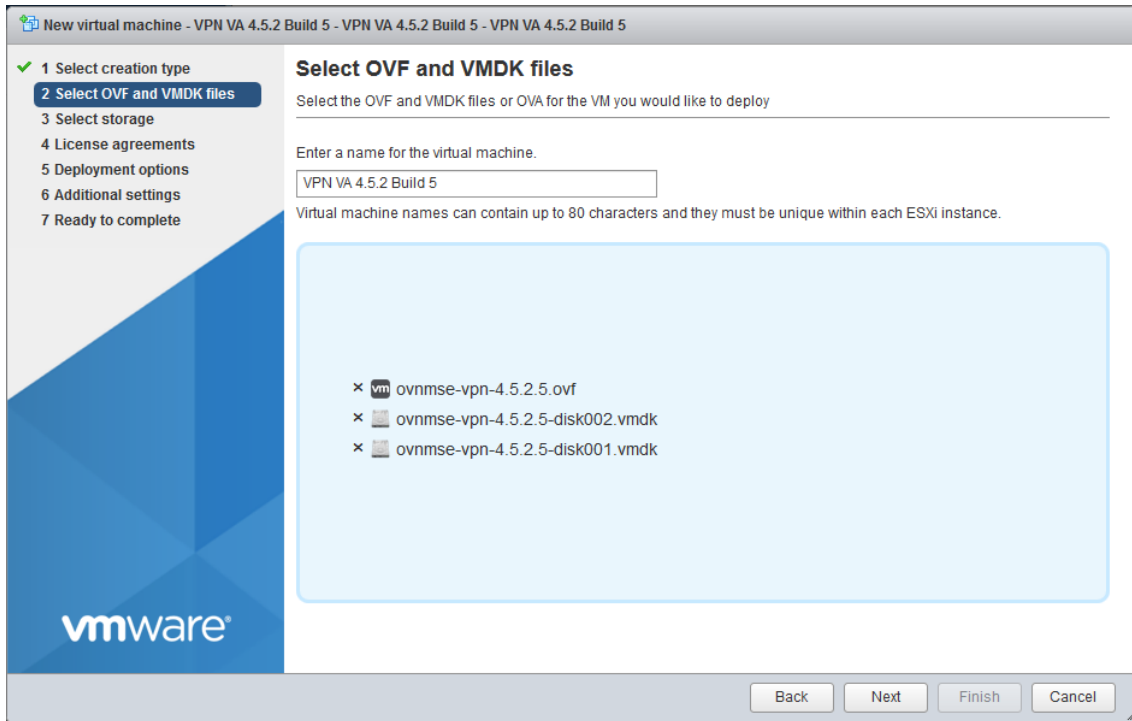 New virtual machine - VPN VA 4.5.2 Build 5 - VPN VA 4.5.2 Build 5 - VPN VA 4.5.2 Build 5
1 Select creation type
2 Select OVF and VMDK files
3 Select storage
4 License agreements
5 Deployment options
6 Additional settings
7 Ready to complete
Select OVF and VMDK files
Select the OVF and VMDK files or OVA for the VM you would like to deploy
Enter a name for the virtual machine.
VPN VA 4.5.2 Build 5
Virtual machine names can contain up to 80 characters and they must be unique within each ESXi instance.
vm ovnmse-vpn-4.5.2.5.ovf
ovnmse-vpn-4.5.2.5-disk002.vmdk
ovnmse-vpn-4.5.2.5-disk001.vmdk
vmware®
Back Next Finish Cancel